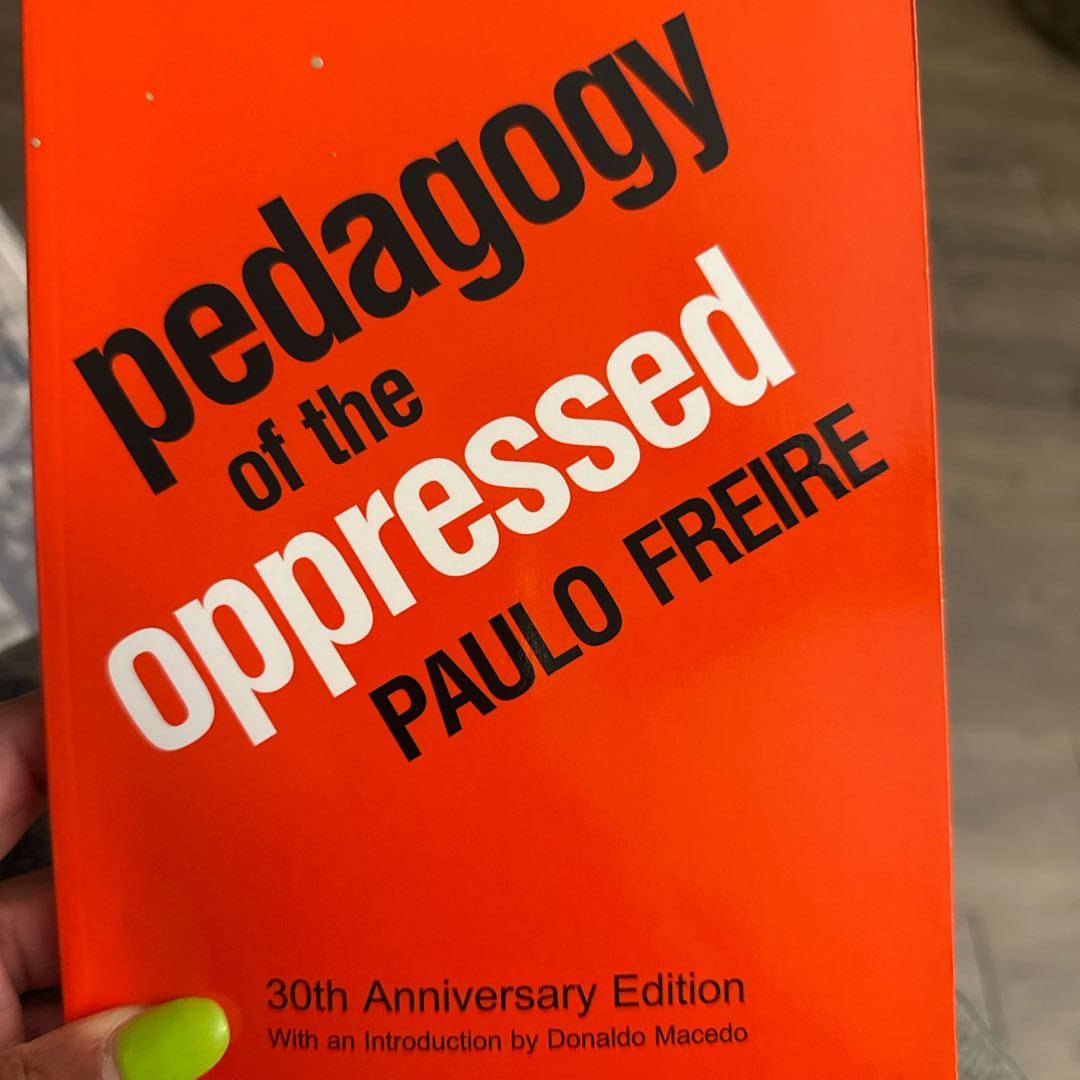 pedagogy
of the
oppressed
PAULO FREIRE
30th Anniversary Edition
With an Introduction by Donaldo Macedo